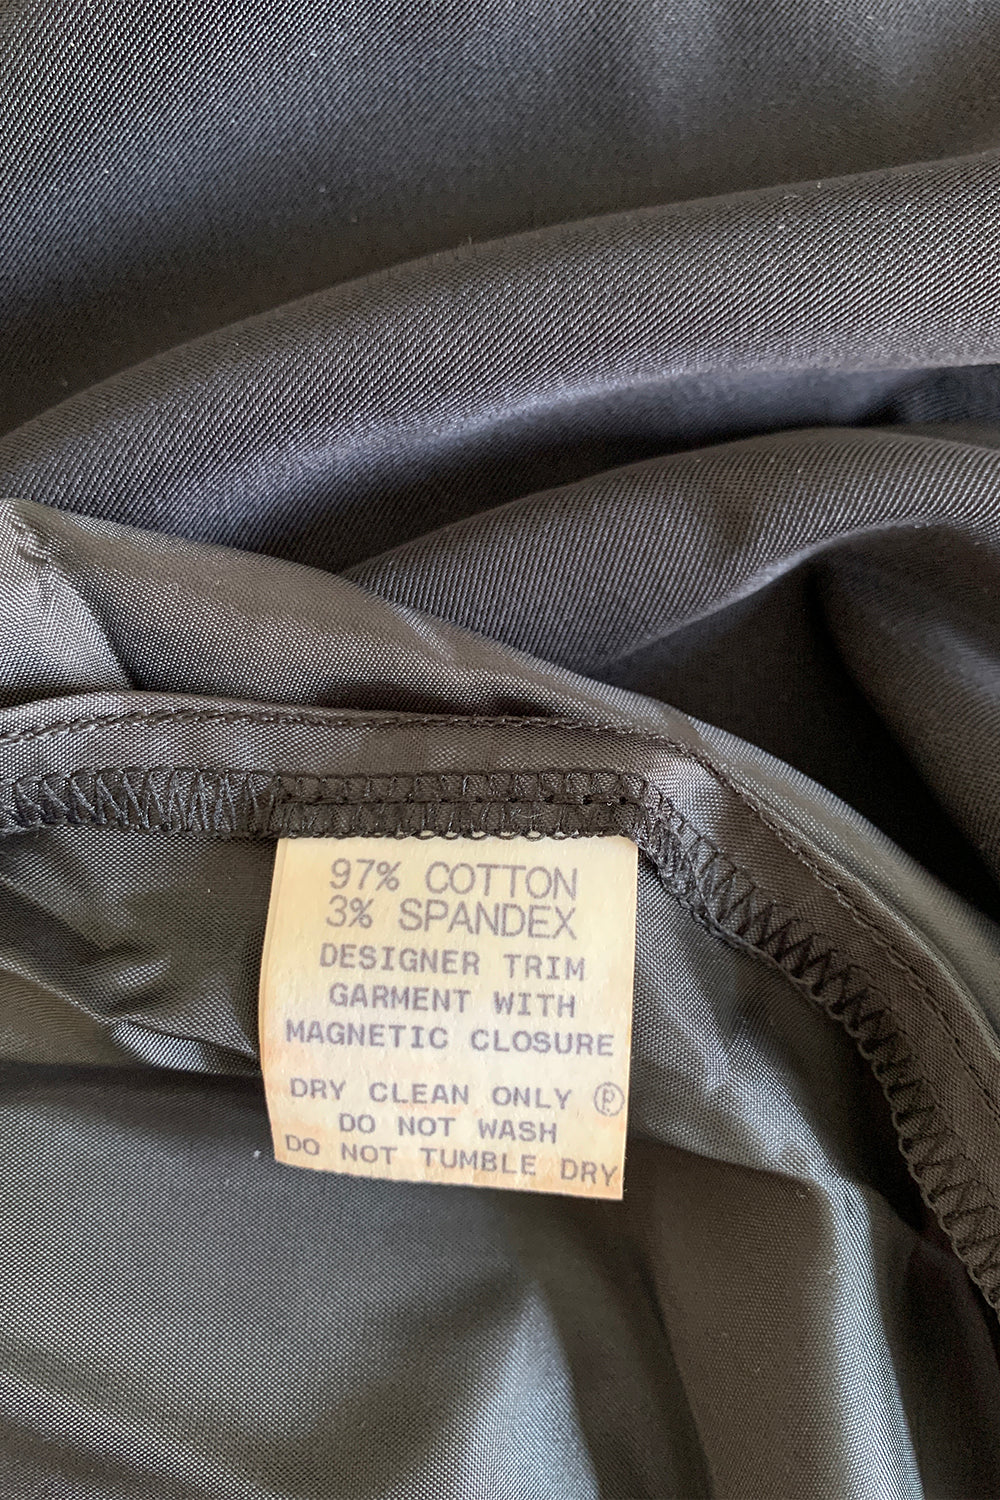 97% COTTON
3% SPANDEX
DESIGNER TRIM
GARMENT WITH
MAGNETIC CLOSURE
DRY CLEAN ONLY Ⓟ
DO NOT WASH
DO NOT TUMBLE DRY